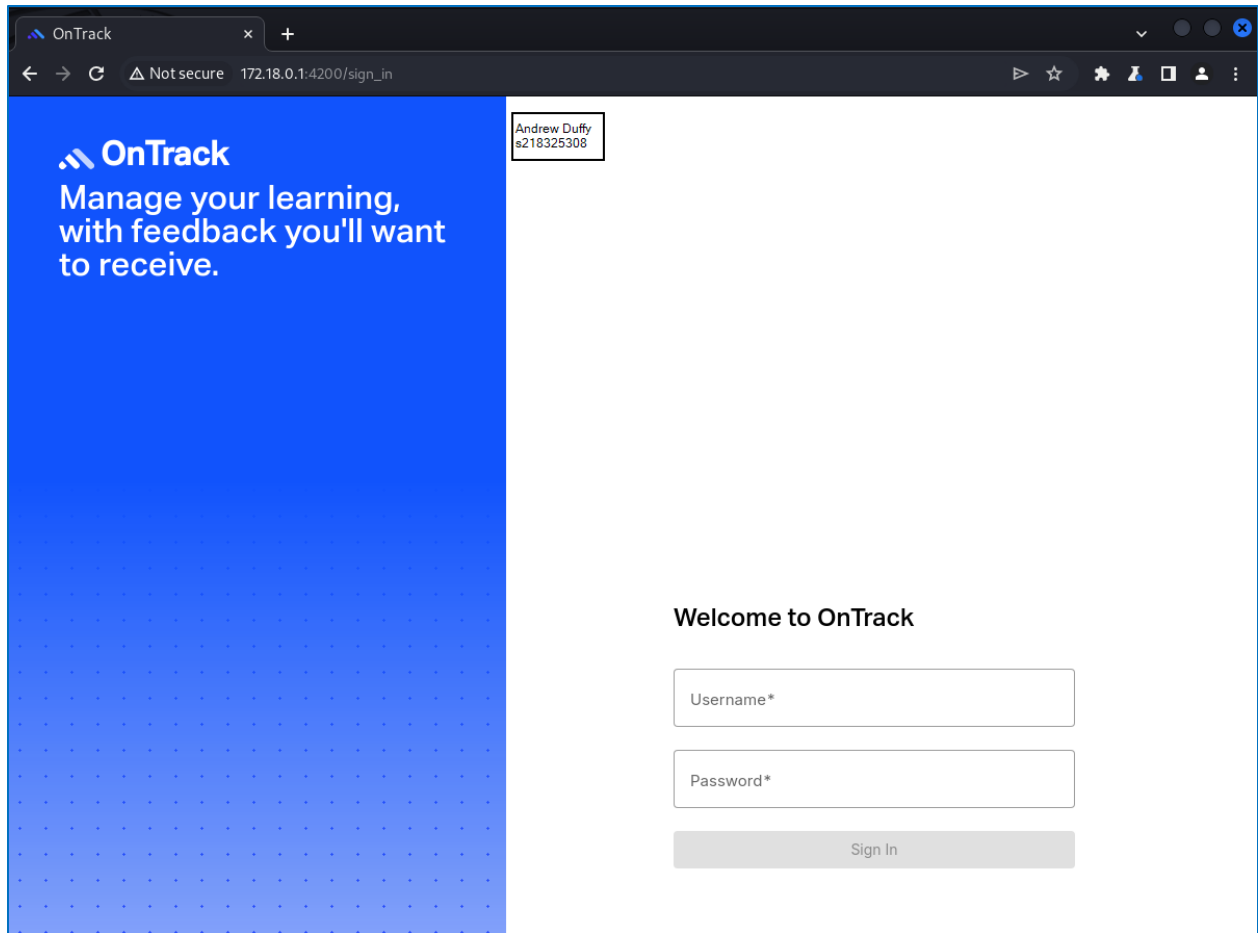 OnTrack
Not secure 172.18.0.1:4200/sign_in
OnTrack
Manage your learning,
with feedback you'll want
to receive.
Andrew Duffy
s218325308
Welcome to OnTrack
Username*
Password*
Sign In